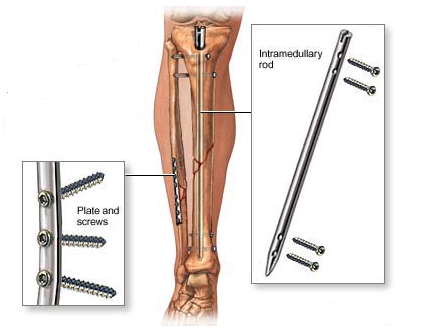 Intramedullary
rod
Plate and
screws